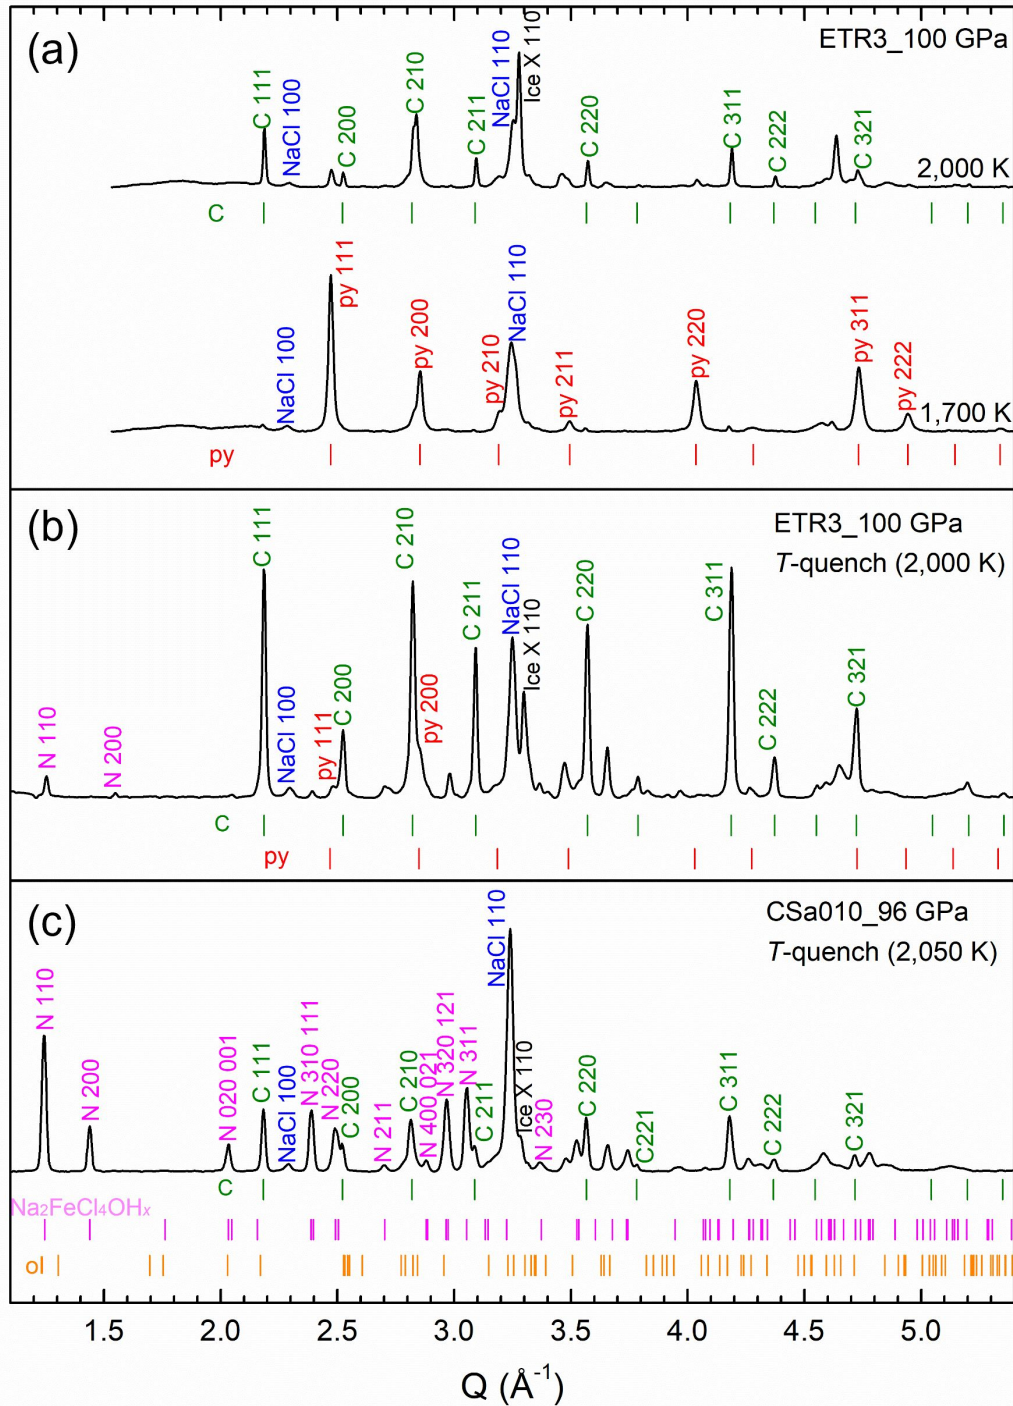 (a)
ETR3_100 GPa
C 111
NaCl 100
C 200
C 210
C 211
NaCl 110
Ice X 110
C 220
C 311
C 222
C 321
2,000 K
C
NaCl 100
py 111
py 200
py 210
NaCl 110
py 211
py 220
py 311
py 222
1,700 K
py
(b)
ETR3_100 GPa
T-quench (2,000 K)
N 110
N 200
C 111
NaCl 100
py 111
C 200
C 210
py 200
C 211
NaCl 110
Ice X 110
C 220
C 311
C 222
C 321
C
py
(c)
CSa010_96 GPa
T-quench (2,050 K)
N 110
N 200
N 020 001
C 111
NaCl 100
N 310 111
N 220
C 200
N 211
C 210
N 400 021
N 320 121
N 311
C 211
NaCl 110
Ice X 110
N 230
C 220
C221
C 311
C 222
C 321
C
Na₂FeCl₄OHₓ
ol
1.5 2.0 2.5 3.0 3.5 4.0 4.5 5.0
Q (Å⁻¹)